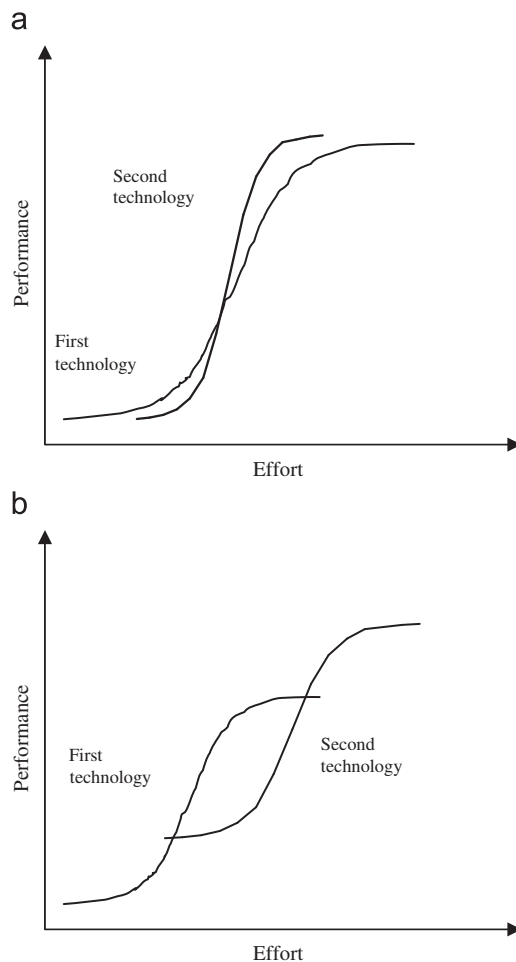 a
Second
technology
Performance
First
technology
Effort
b
First
technology
Second
technology
Performance
Effort